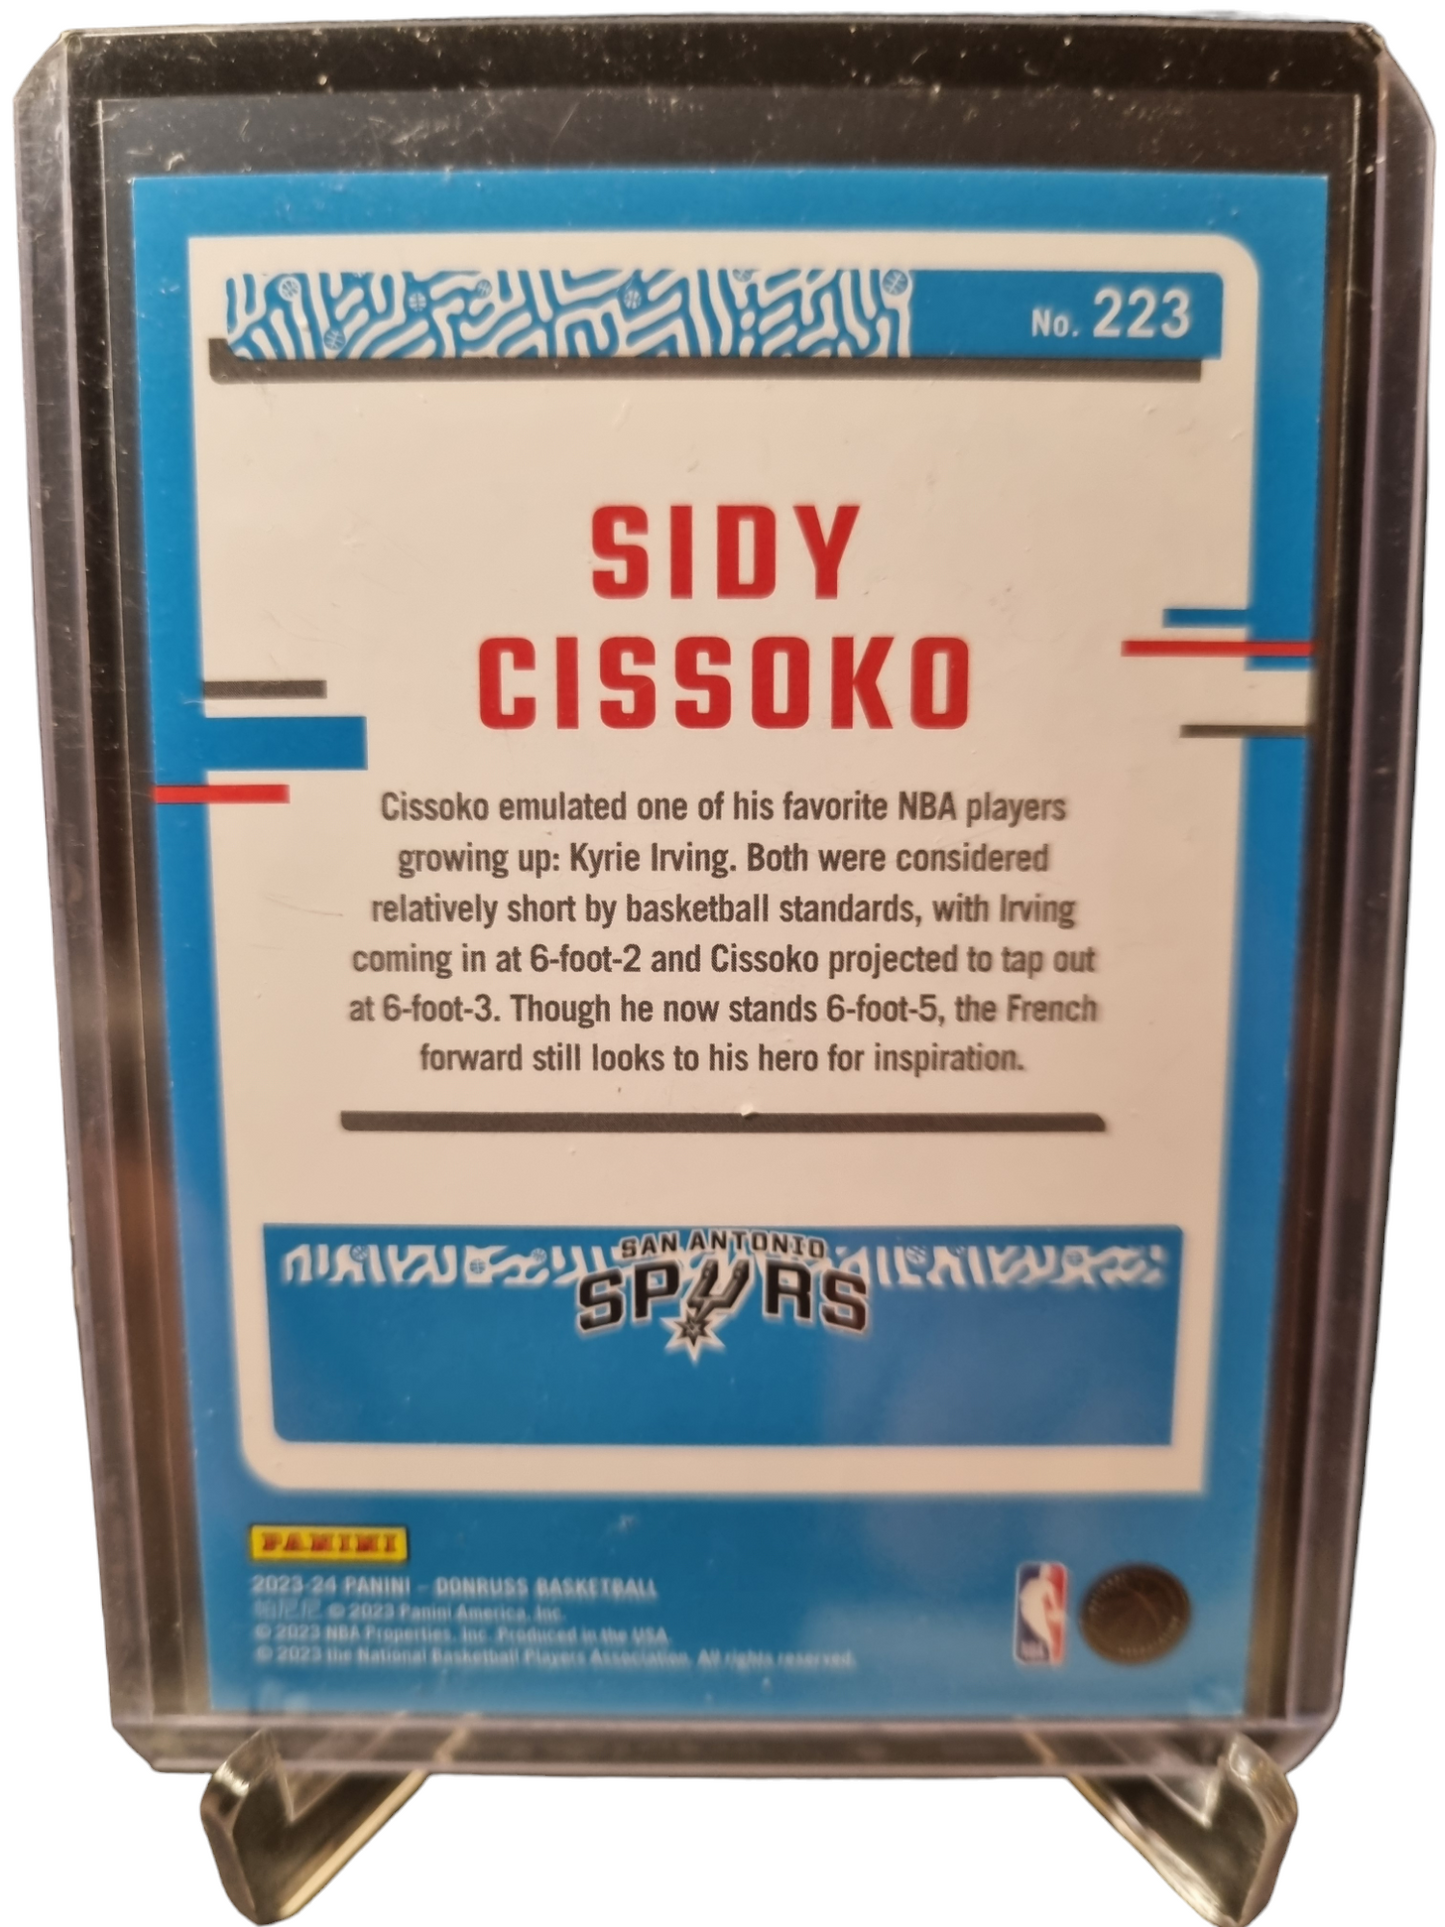 No. 223
SIDY
CISSOKO
Cissoko emulated one of his favorite NBA players
growing up: Kyrie Irving. Both were considered
relatively short by basketball standards, with Irving
coming in at 6-foot-2 and Cissoko projected to tap out
at 6-foot-3. Though he now stands 6-foot-5, the French
forward still looks to his hero for inspiration.
SAN ANTONIO
SPURS
PANINI
2023-24 PANINI – DONRUSS BASKETBALL
帕尼尼 © 2023 Panini America, Inc.
© 2023 NBA Properties, Inc. Produced in the USA.
© 2023 the National Basketball Players Association. All rights reserved.